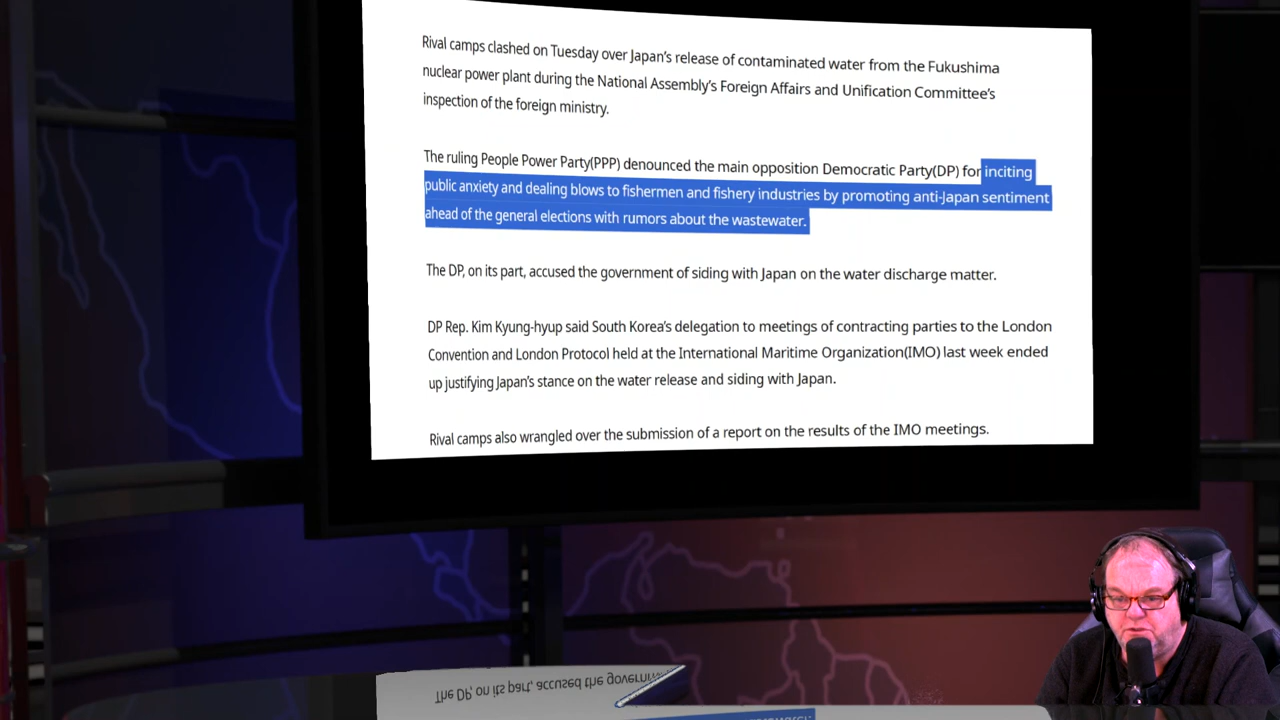 Rival camps clashed on Tuesday over Japan's release of contaminated water from the Fukushima
nuclear power plant during the National Assembly's Foreign Affairs and Unification Committee's
inspection of the foreign ministry.
The ruling People Power Party(PPP) denounced the main opposition Democratic Party(DP) for inciting
public anxiety and dealing blows to fishermen and fishery industries by promoting anti-Japan sentiment
ahead of the general elections with rumors about the wastewater.
The DP, on its part, accused the government of siding with Japan on the water discharge matter.
DP Rep. Kim Kyung-hyup said South Korea's delegation to meetings of contracting parties to the London
Convention and London Protocol held at the International Maritime Organization(IMO) last week ended
up justifying Japan's stance on the water release and siding with Japan.
Rival camps also wrangled over the submission of a report on the results of the IMO meetings.
The DP, on its part, accused the